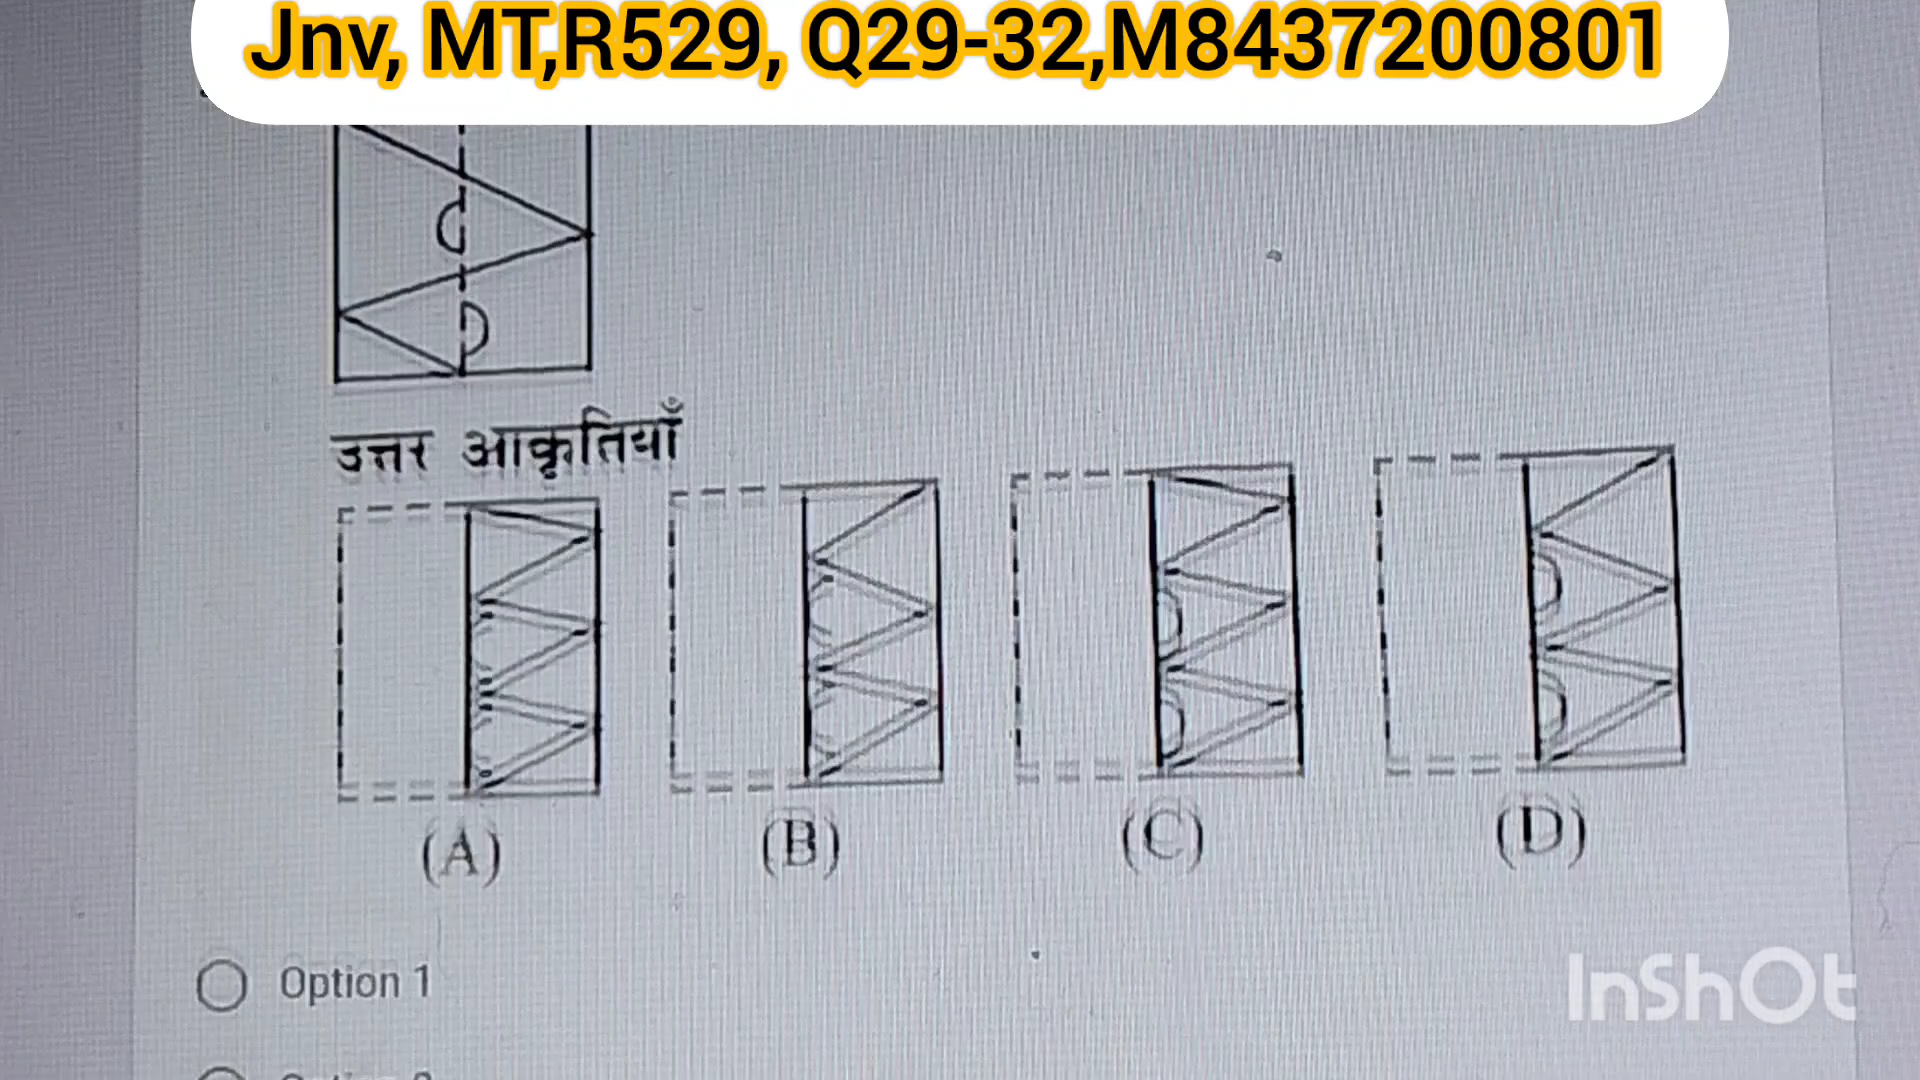 Jnv, MT,R529, Q29-32,M8437200801
उत्तर आकृतियाँ
(A) (B) (C) (D)
Option 1
InShOt